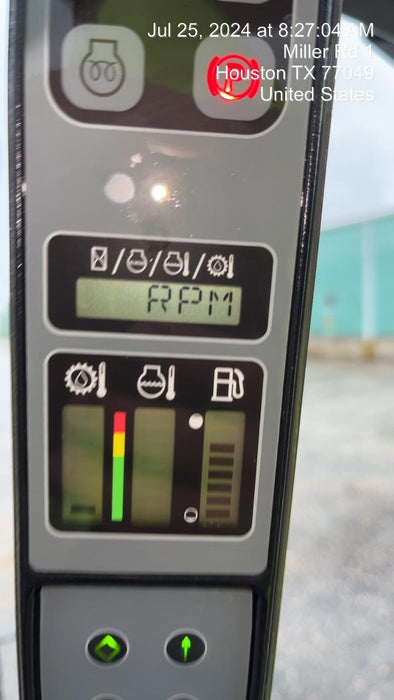 Jul 25, 2024 at 8:27:04 AM
Miller Rd 1
Houston TX 77049
United States
P
/ / /
RPM